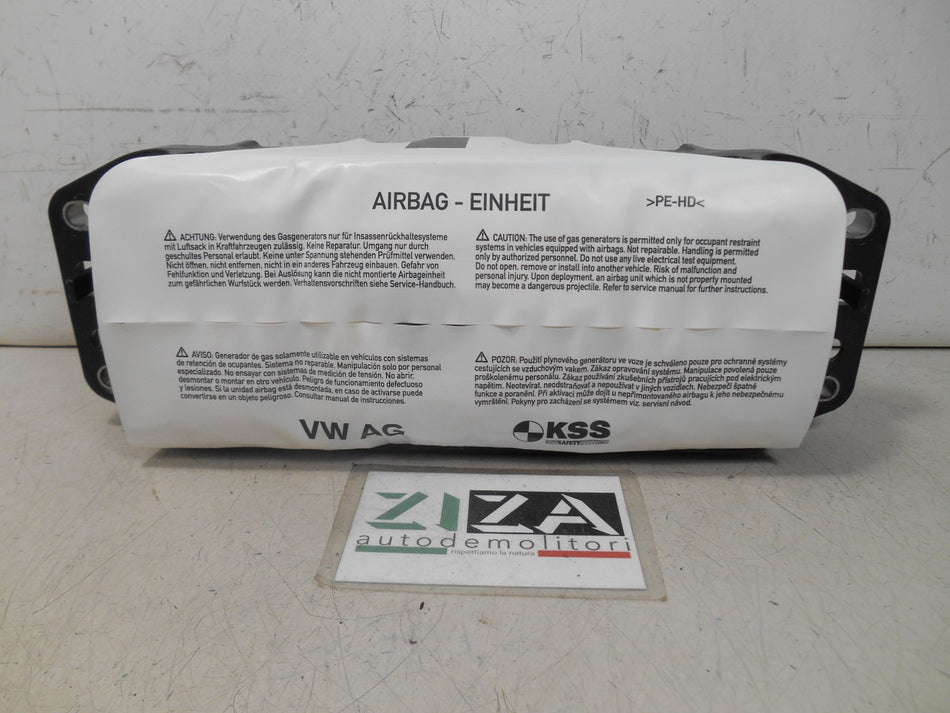 AIRBAG - EINHEIT
>PE-HD<
⚠ ACHTUNG: Verwendung des Gasgenerators nur für Insassenrückhaltesysteme
mit Luftsack in Kraftfahrzeugen zulässig. Keine Reparatur. Umgang nur durch
geschultes Personal erlaubt. Keine unter Spannung stehenden Prüfmittel verwenden.
Nicht öffnen, nicht entfernen, nicht in ein anderes Fahrzeug einbauen. Gefahr von
Fehlfunktion und Verletzung. Bei Auslösung kann die nicht montierte Airbageinheit
zum gefährlichen Wurfstück werden. Verhaltensvorschriften siehe Service-Handbuch.
⚠ CAUTION: The use of gas generators is permitted only for occupant restraint
systems in vehicles equipped with airbags. Not repairable. Handling is permitted
only by authorized personnel. Do not use any live electrical test equipment.
Do not open, remove or install into another vehicle. Risk of malfunction and
personal injury. Upon deployment, an airbag unit which is not properly mounted
may become a dangerous projectile. Refer to service manual for further instructions.
⚠ AVISO: Generador de gas solamente utilizable en vehículos con sistemas
de retención de ocupantes. Sistema no reparable. Manipulación solo por personal
especializado. No ensayar con sistemas de medición de tensión. No abrir,
desmontar o montar en otro vehículo. Peligro de funcionamiento defectuoso
y lesiones. Si la unidad airbag está desmontada, en caso de activarse puede
convertirse en un objeto peligroso. Consultar manual de instrucciones.
⚠ POZOR: Použití plynového generátoru ve voze je schváleno pouze pro ochranné systémy
cestujících se vzduchovým vakem. Zákaz opravování systému. Manipulace povolená pouze
proškolenému personálu. Zákaz používání zkušebních přístrojů pracujících pod elektrickým
napětím. Neotevírat, neodstraňovat a nepoužívat v jiných vozidlech. Nebezpečí špatné
funkce a poranění. Při aktivaci může dojít u nepřimontovaného airbagu k jeho nebezpečnému
vymrštění. Pokyny pro zacházení se systémem viz. servisní návod.
VW AG
KSS
ZIZA
autodemolitori
rispettiamo la natura